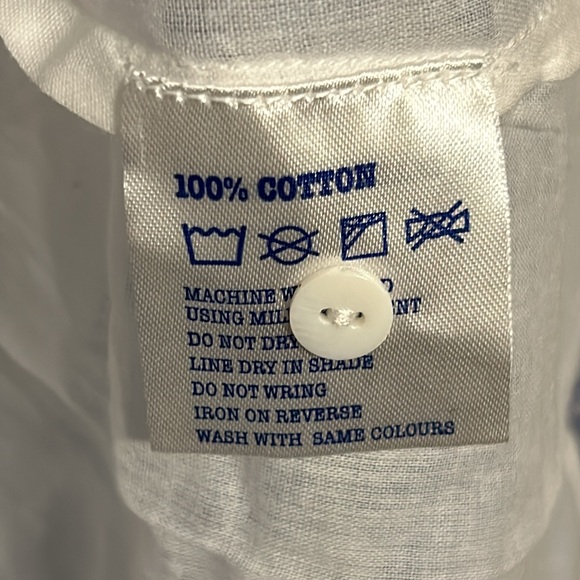 100% COTTON
MACHINE
USING
DO NOT
LINE DRY IN SHADE
DO NOT WRING
IRON ON REVERSE
WASH WITH SAME COLOURS